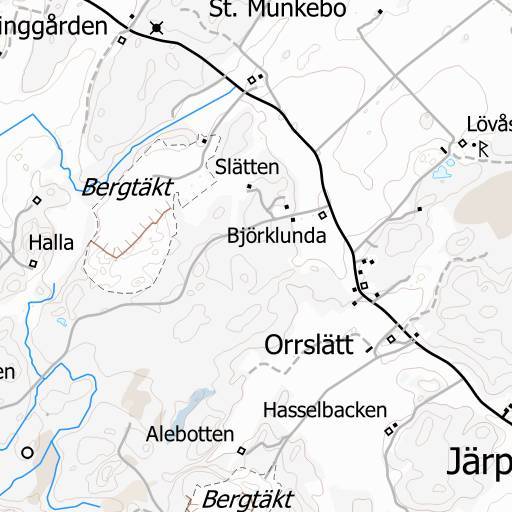 St. Munkebo
inggården
Lövås
Slätten
Bergtäkt
Björklunda
Halla
Orrslätt
en
Hasselbacken
Alebotten
Järp
Bergtäkt